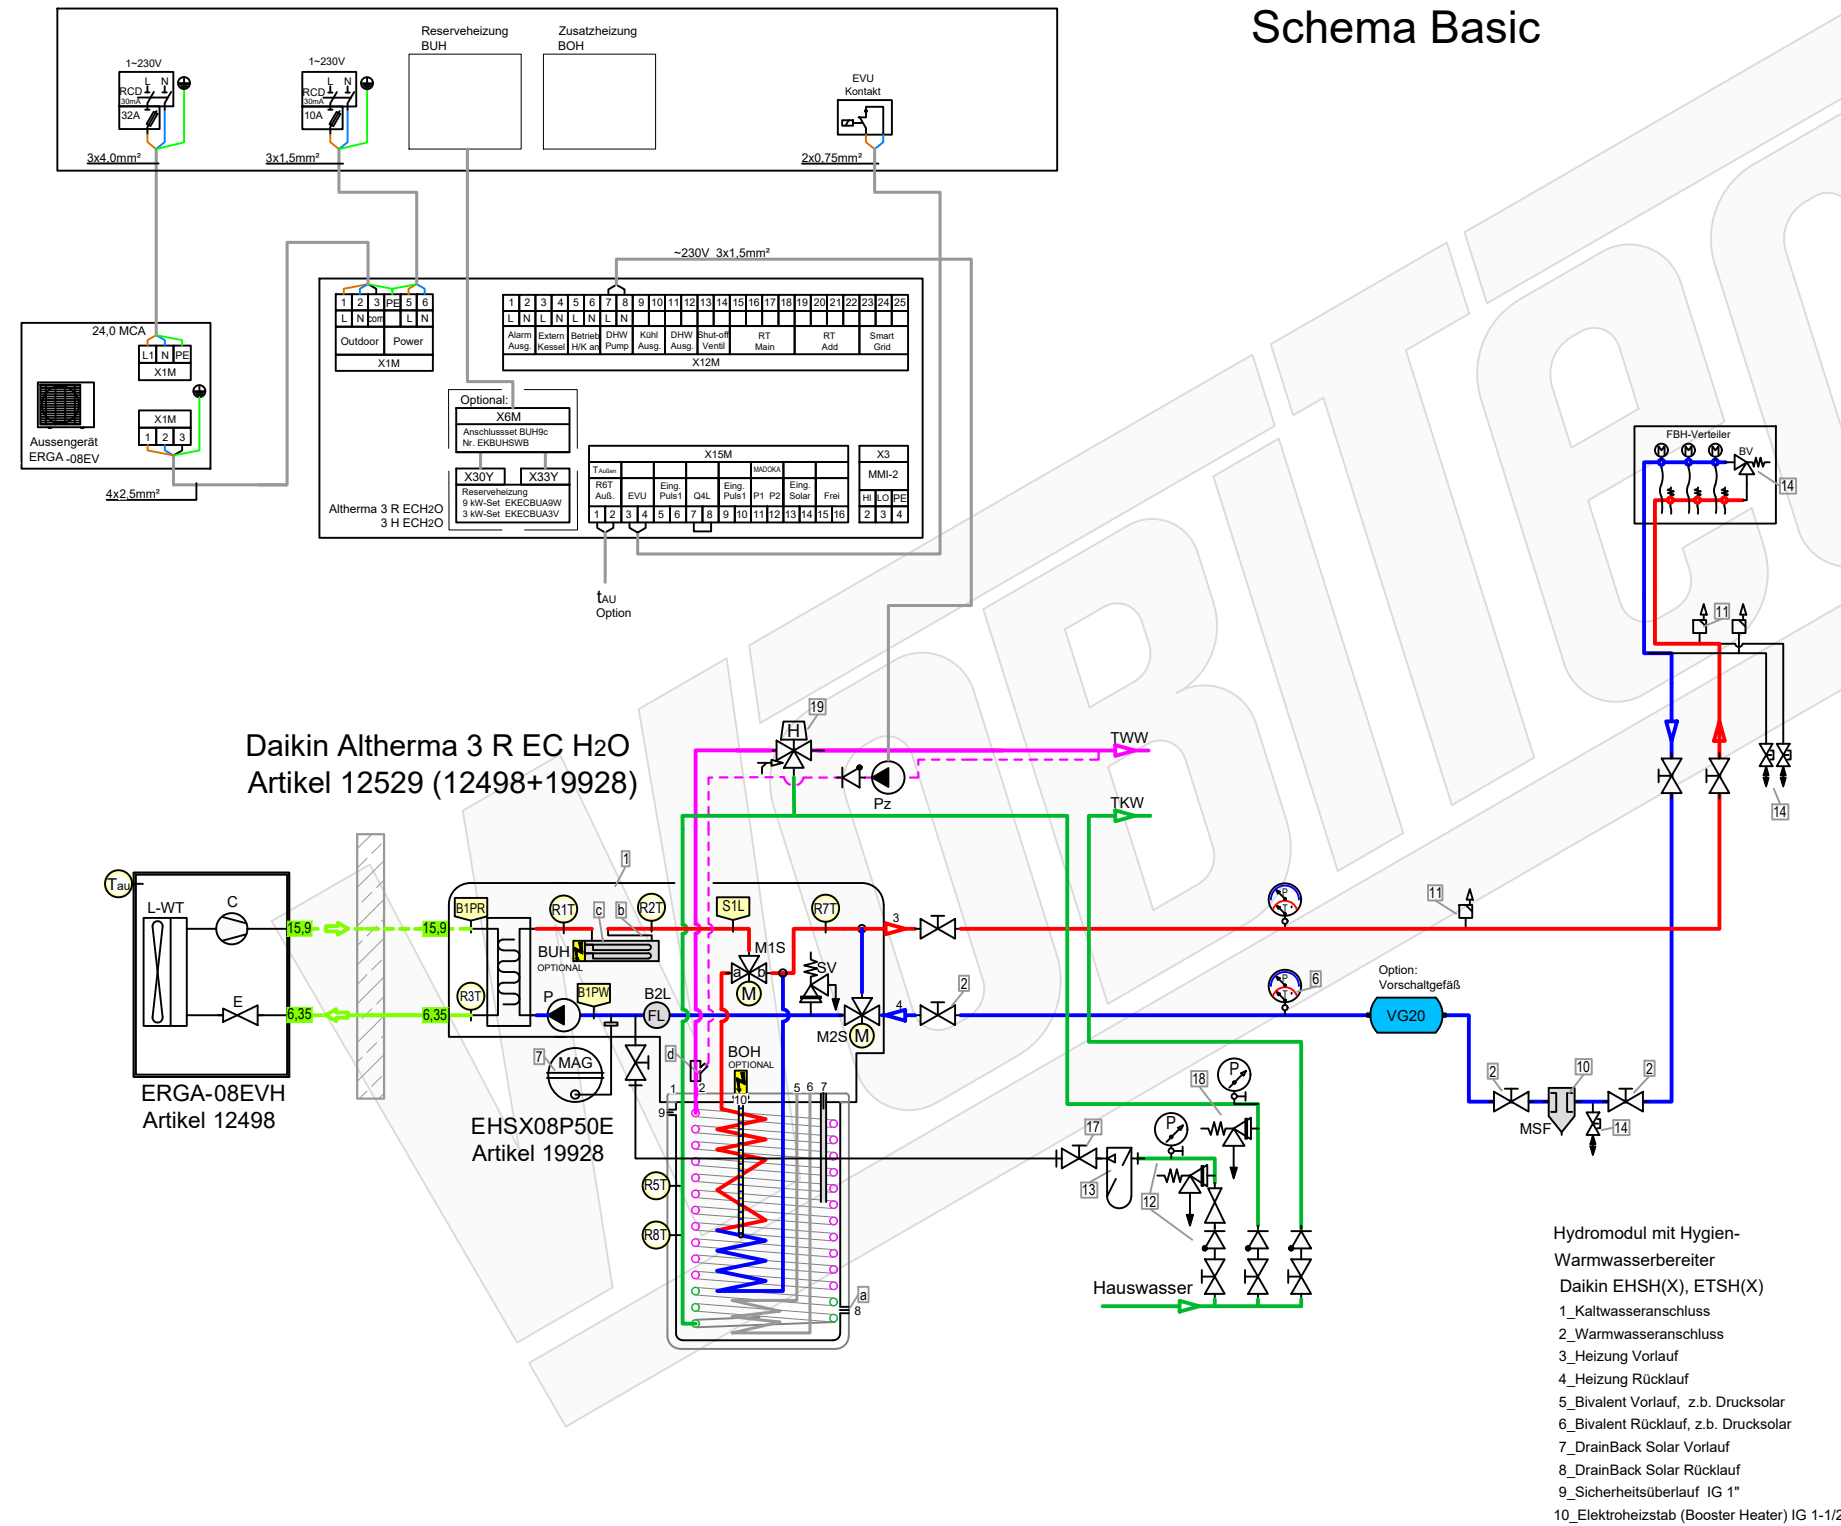 Schema Basic
Reserveheizung
BUH
Zusatzheizung
BOH
1~230V
L N
RCD
30mA
32A
3x4,0mm²
1~230V
L N
RCD
30mA
10A
3x1,5mm²
EVU
Kontakt
2x0,75mm²
~230V 3x1,5mm²
24,0 MCA
L1 N PE
X1M
X1M
1 2 3
Aussengerät
ERGA -08EV
4x2,5mm²
1 2 3 PE 5 6
L N com L N
Outdoor Power
X1M
1 2 3 4 5 6 7 8 9 10 11 12 13 14 15 16 17 18 19 20 21 22 23 24 25
L N L N L N L N
Alarm Extern Betrieb DHW Kühl DHW Shut-off RT RT Smart
Ausg. Kessel H/K an Pump Ausg. Ausg. Ventil Main Add Grid
X12M
Optional:
X6M
Anschlussset BUH9c
Nr. EKBUHSWB
X30Y X33Y
Reserveheizung
9 kW-Set EKECBUA9W
3 kW-Set EKECBUA3V
Altherma 3 R ECH2O
3 H ECH2O
X15M
TAußen MADOKA
R6T Eing. Eing. Eing.
Auß. EVU Puls1 Q4L Puls1 P1 P2 Solar Frei
1 2 3 4 5 6 7 8 9 10 11 12 13 14 15 16
X3
MMI-2
HI LO PE
2 3 4
tAU
Option
FBH-Verteiler
M M M
BV
14
11
14
Daikin Altherma 3 R EC H2O
Artikel 12529 (12498+19928)
19
H
TWW
Pz
TKW
1
Tau
L-WT
C
E
15,9
15,9
6,35
6,35
ERGA-08EVH
Artikel 12498
B1PR
R1T
c
b
R2T
S1L
R7T
3
BUH
OPTIONAL
M1S
a b
M
SV
R3T
P
B1PW
B2L
FL
M2S
M
4
2
7
MAG
d
BOH
OPTIONAL
EHSX08P50E
Artikel 19928
1
2
10
5 6 7
9
R5T
R8T
a
8
P
T
P
T
6
11
Option:
Vorschaltgefäß
VG20
2
10
2
MSF
14
18
P
P
17
13
12
Hauswasser
Hydromodul mit Hygien-
Warmwasserbereiter
Daikin EHSH(X), ETSH(X)
1_Kaltwasseranschluss
2_Warmwasseranschluss
3_Heizung Vorlauf
4_Heizung Rücklauf
5_Bivalent Vorlauf, z.b. Drucksolar
6_Bivalent Rücklauf, z.b. Drucksolar
7_DrainBack Solar Vorlauf
8_DrainBack Solar Rücklauf
9_Sicherheitsüberlauf IG 1"
10_Elektroheizstab (Booster Heater) IG 1-1/2